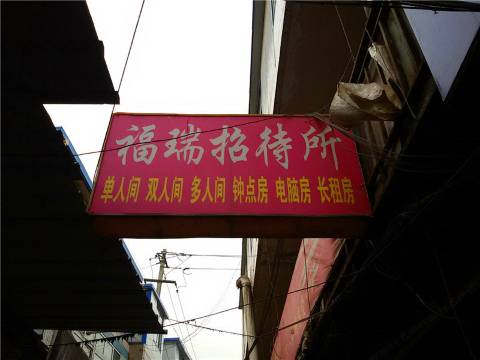 福瑞招待所
单人间 双人间 多人间 钟点房 电脑房 长租房